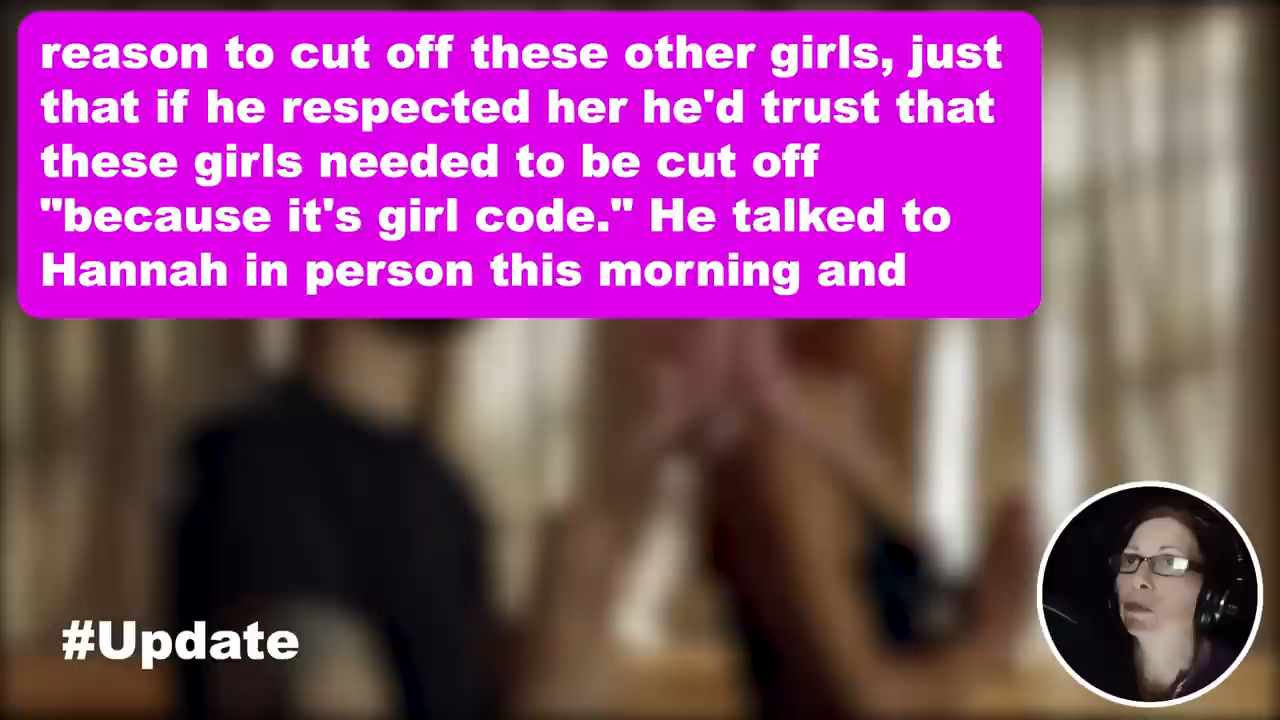 reason to cut off these other girls, just
that if he respected her he'd trust that
these girls needed to be cut off
"because it's girl code." He talked to
Hannah in person this morning and
#Update